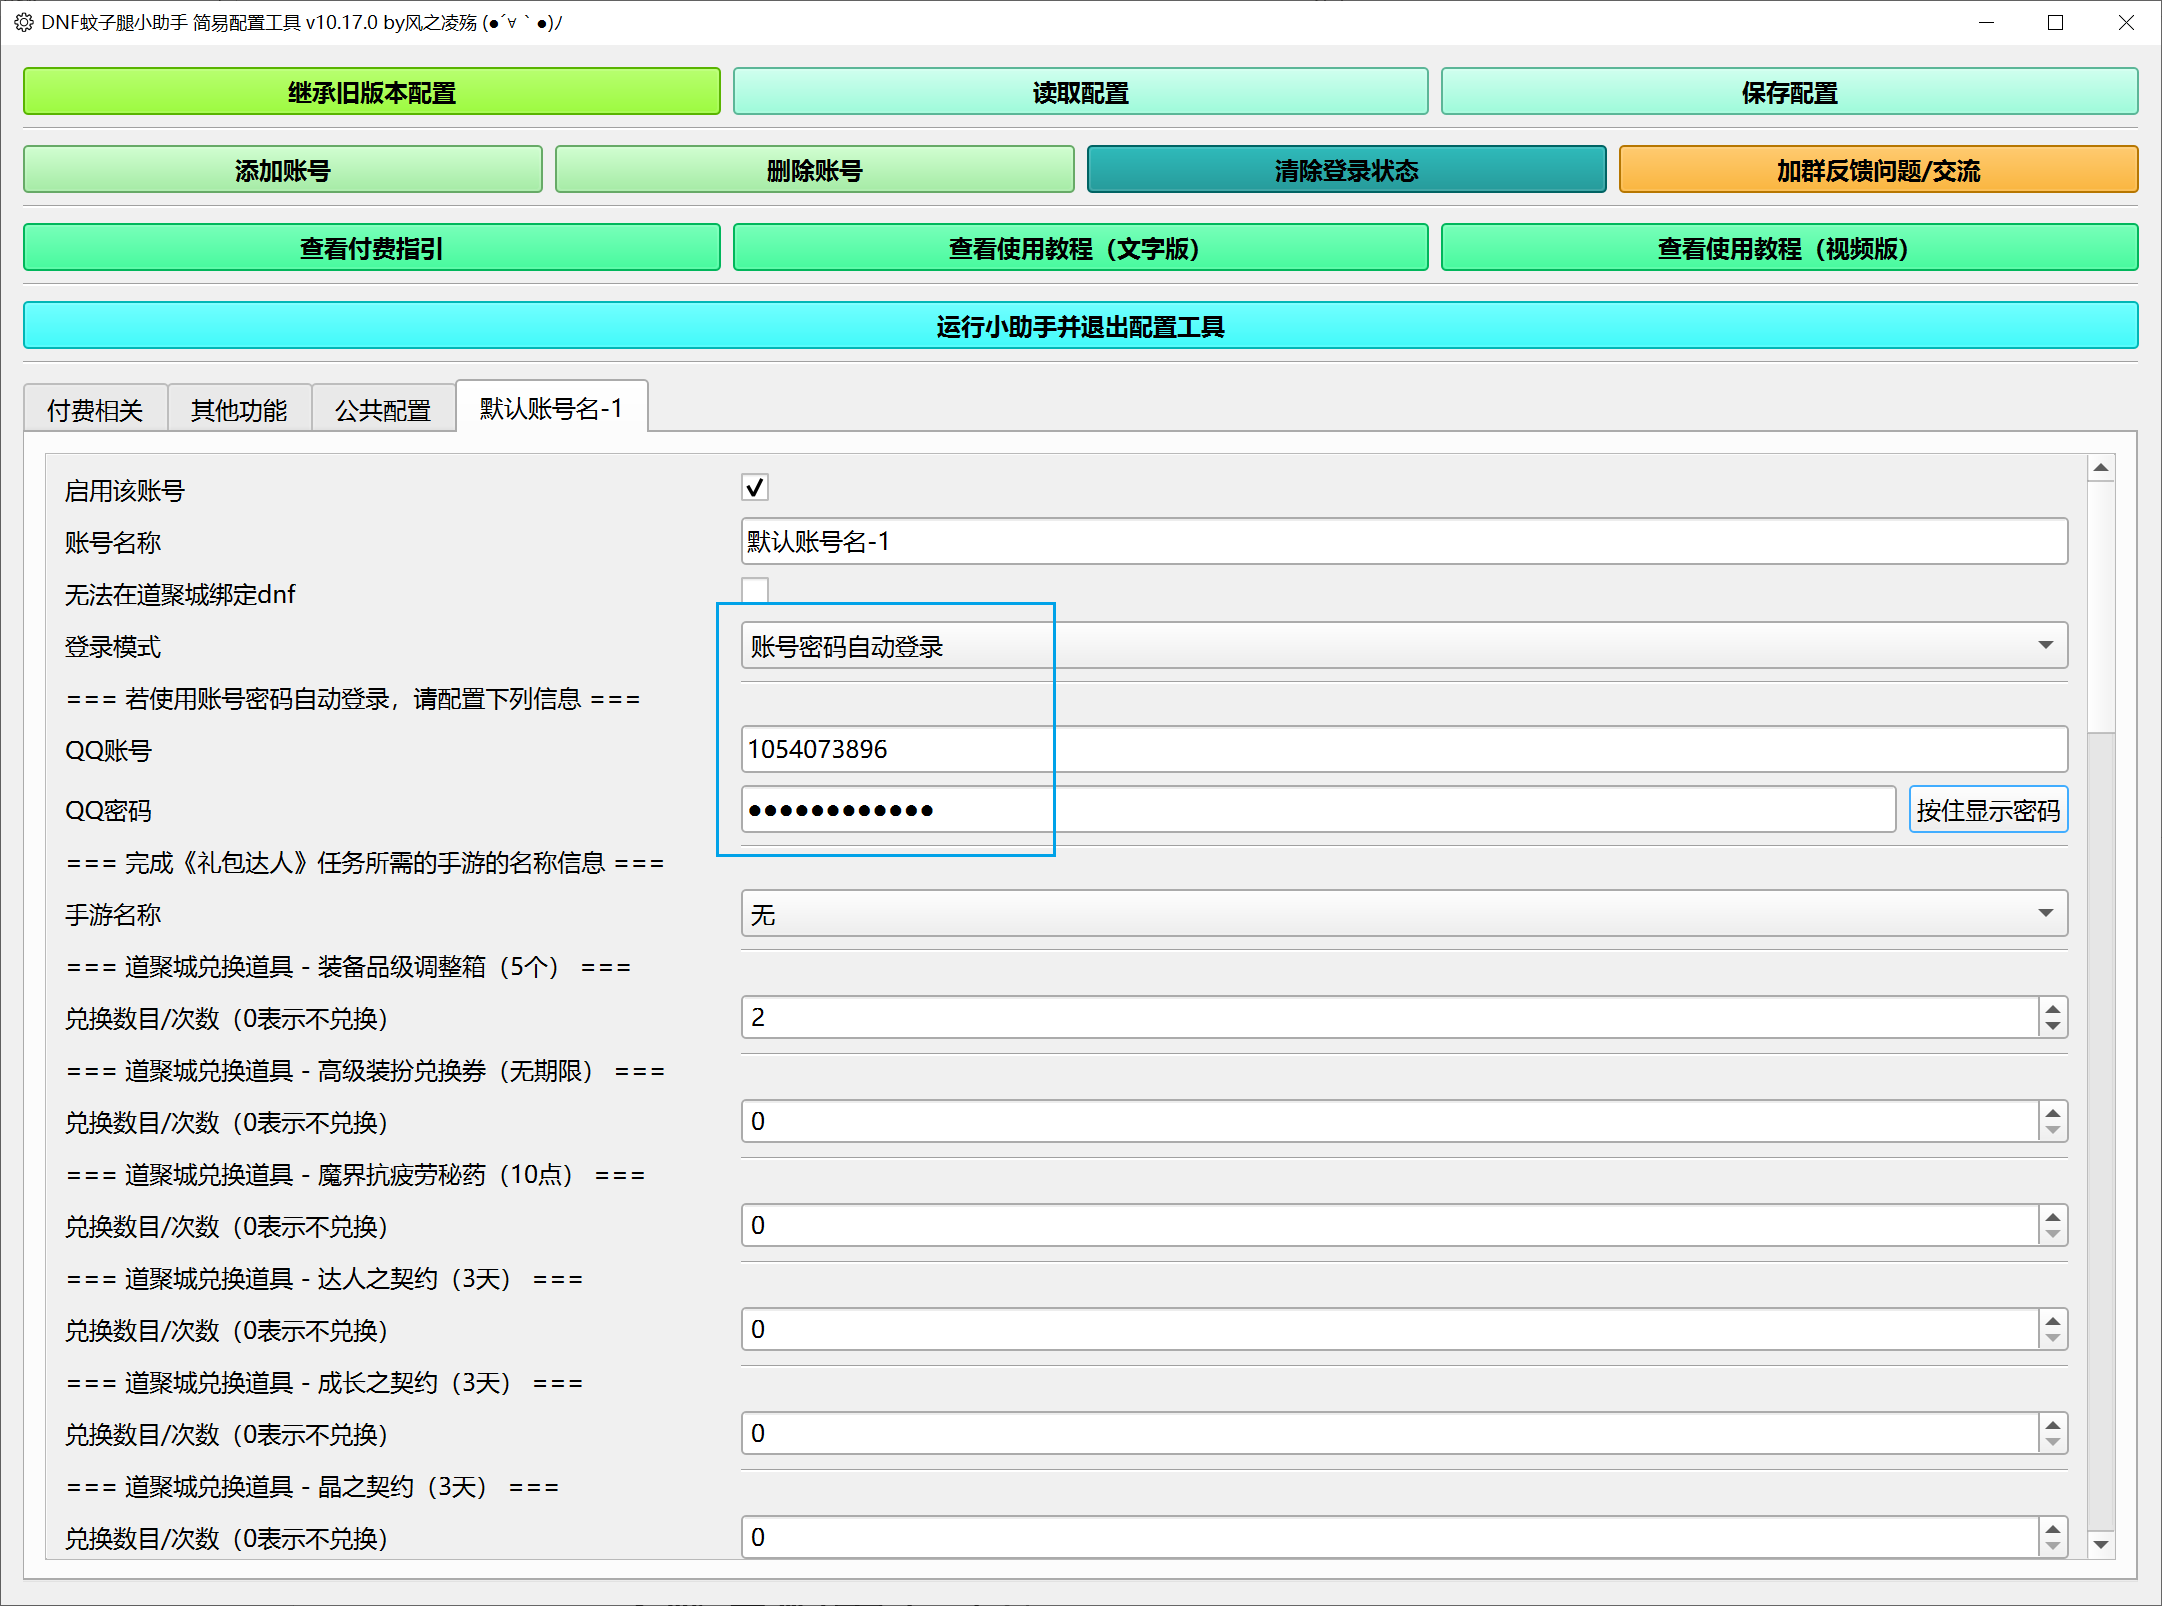 DNF蚊子腿小助手 简易配置工具 v10.17.0 by风之凌殇 (●´∀｀●)ﾉ
继承旧版本配置 读取配置 保存配置
添加账号 删除账号 清除登录状态 加群反馈问题/交流
查看付费指引 查看使用教程（文字版） 查看使用教程（视频版）
运行小助手并退出配置工具
付费相关 其他功能 公共配置 默认账号名-1
启用该账号
账号名称 默认账号名-1
无法在道聚城绑定dnf
登录模式 账号密码自动登录
=== 若使用账号密码自动登录，请配置下列信息 ===
QQ账号 1054073896
QQ密码 ●●●●●●●●●●●● 按住显示密码
=== 完成《礼包达人》任务所需的手游的名称信息 ===
手游名称 无
=== 道聚城兑换道具 - 装备品级调整箱（5个） ===
兑换数目/次数（0表示不兑换） 2
=== 道聚城兑换道具 - 高级装扮兑换券（无期限） ===
兑换数目/次数（0表示不兑换） 0
=== 道聚城兑换道具 - 魔界抗疲劳秘药（10点） ===
兑换数目/次数（0表示不兑换） 0
=== 道聚城兑换道具 - 达人之契约（3天） ===
兑换数目/次数（0表示不兑换） 0
=== 道聚城兑换道具 - 成长之契约（3天） ===
兑换数目/次数（0表示不兑换） 0
=== 道聚城兑换道具 - 晶之契约（3天） ===
兑换数目/次数（0表示不兑换） 0